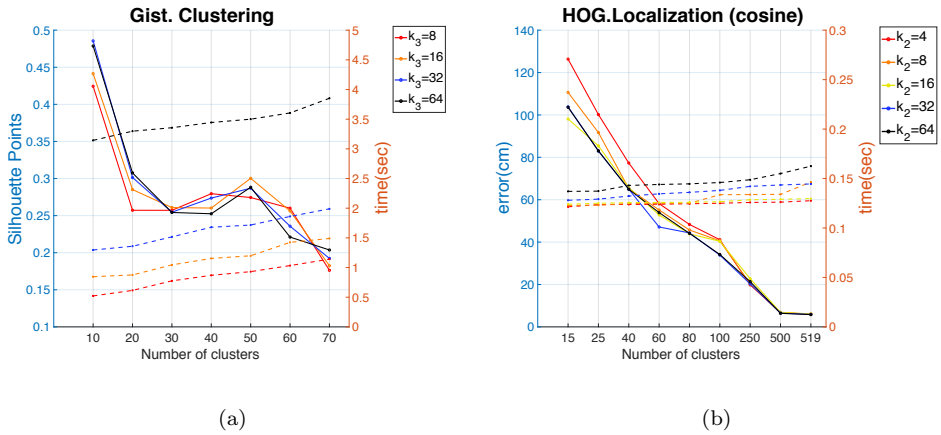 Gist. Clustering
0.5
0.45
0.4
0.35
0.3
0.25
0.2
0.15
0.1
Silhouette Points
5
4.5
4
3.5
3
2.5
2
1.5
1
0.5
0
time(sec)
10 20 30 40 50 60 70
Number of clusters
k3=8
k3=16
k3=32
k3=64
(a)
HOG.Localization (cosine)
140
120
100
80
60
40
20
0
error(cm)
0.3
0.25
0.2
0.15
0.1
0.05
0
time(sec)
15 25 40 60 80 100 250 500 519
Number of clusters
k2=4
k2=8
k2=16
k2=32
k2=64
(b)